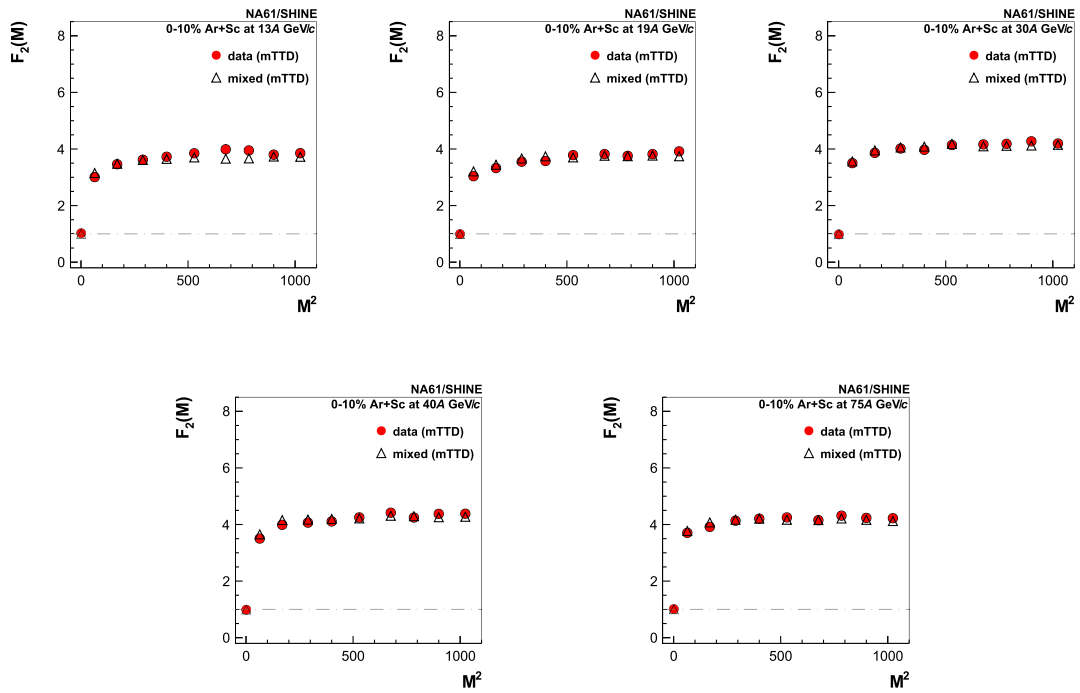 NA61/SHINE
0-10% Ar+Sc at 13A GeV/c
F2(M)
data (mTTD)
mixed (mTTD)
8
6
4
2
0
0 500 1000
M²
NA61/SHINE
0-10% Ar+Sc at 19A GeV/c
F2(M)
data (mTTD)
mixed (mTTD)
8
6
4
2
0
0 500 1000
M²
NA61/SHINE
0-10% Ar+Sc at 30A GeV/c
F2(M)
data (mTTD)
mixed (mTTD)
8
6
4
2
0
0 500 1000
M²
NA61/SHINE
0-10% Ar+Sc at 40A GeV/c
F2(M)
data (mTTD)
mixed (mTTD)
8
6
4
2
0
0 500 1000
M²
NA61/SHINE
0-10% Ar+Sc at 75A GeV/c
F2(M)
data (mTTD)
mixed (mTTD)
8
6
4
2
0
0 500 1000
M²